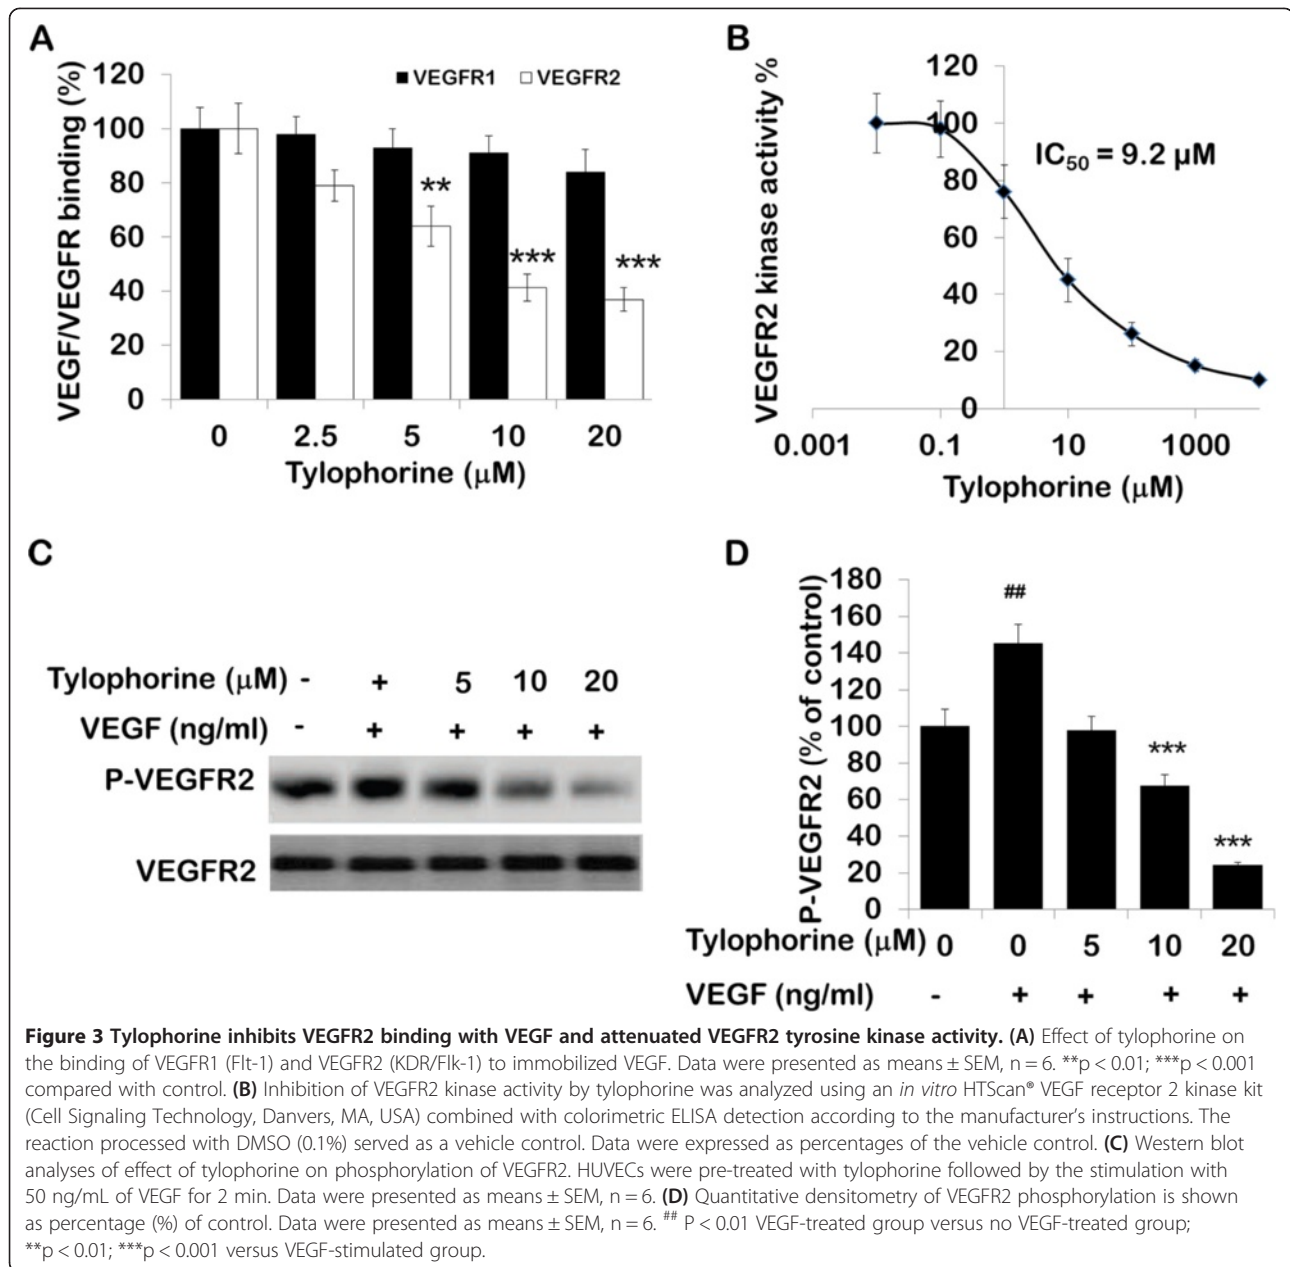 A
VEGF/VEGFR binding (%)
120
100
80
60
40
20
0
VEGFR1 VEGFR2
**
***
***
0 2.5 5 10 20
Tylophorine (μM)
B
VEGFR2 kinase activity %
120
100
80
60
40
20
0
IC50 = 9.2 μM
0.001 0.1 10 1000
Tylophorine (μM)
C
Tylophorine (μM) - + 5 10 20
VEGF (ng/ml) - + + + +
P-VEGFR2
VEGFR2
D
P-VEGFR2 (% of control)
180
160
140
120
100
80
60
40
20
0
##
***
***
Tylophorine (μM) 0 0 5 10 20
VEGF (ng/ml) - + + + +
Figure 3 Tylophorine inhibits VEGFR2 binding with VEGF and attenuated VEGFR2 tyrosine kinase activity. (A) Effect of tylophorine on
the binding of VEGFR1 (Flt-1) and VEGFR2 (KDR/Flk-1) to immobilized VEGF. Data were presented as means ± SEM, n = 6. **p < 0.01; ***p < 0.001
compared with control. (B) Inhibition of VEGFR2 kinase activity by tylophorine was analyzed using an in vitro HTScan® VEGF receptor 2 kinase kit
(Cell Signaling Technology, Danvers, MA, USA) combined with colorimetric ELISA detection according to the manufacturer's instructions. The
reaction processed with DMSO (0.1%) served as a vehicle control. Data were expressed as percentages of the vehicle control. (C) Western blot
analyses of effect of tylophorine on phosphorylation of VEGFR2. HUVECs were pre-treated with tylophorine followed by the stimulation with
50 ng/mL of VEGF for 2 min. Data were presented as means ± SEM, n = 6. (D) Quantitative densitometry of VEGFR2 phosphorylation is shown
as percentage (%) of control. Data were presented as means ± SEM, n = 6. ## P < 0.01 VEGF-treated group versus no VEGF-treated group;
**p < 0.01; ***p < 0.001 versus VEGF-stimulated group.